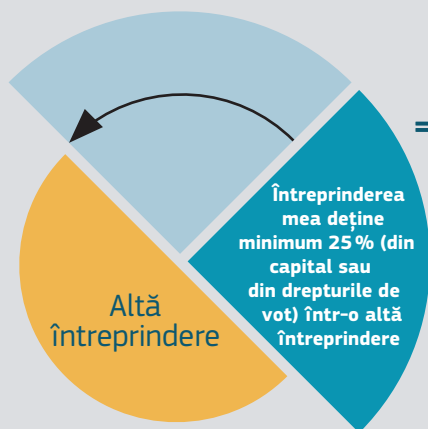 =
Întreprinderea
mea deține
minimum 25 % (din
capital sau
din drepturile de
vot) într-o altă
întreprindere
Altă
întreprindere